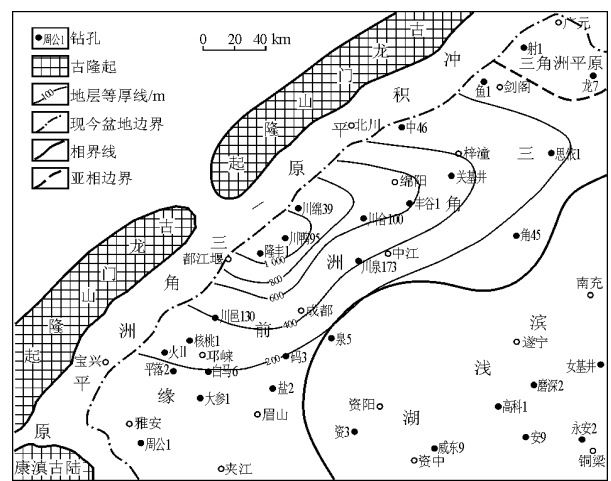 周公1 钻孔
古隆起
100 地层等厚线/m
现今盆地边界
相界线
亚相边界
0 20 40 km
古龙门山隆起
古龙门山隆起
康滇古陆
冲积平原
三角洲平原
三角洲平原
三角洲前缘
滨浅湖
广元
射1
龙7
鱼1
剑阁
北川
中46
梓潼
思依1
绵阳
关基井
川绵39
丰谷1
川合100
角45
川鸭95
隆丰1
1 000
800
600
400
200
都江堰
中江
川泉173
南充
成都
川邑130
泉5
遂宁
核桃1
火11
邛崃
码3
宝兴
平落2
白马6
女基井
盐2
磨深2
大参1
眉山
资阳
高科1
雅安
周公1
资3
威东9
安9
永安2
夹江
资中
铜梁